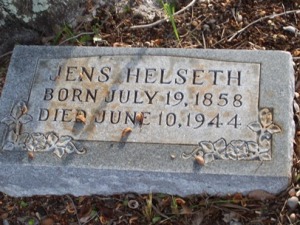 JENS HELSETH
BORN JULY 19, 1858
DIED JUNE 10, 1944